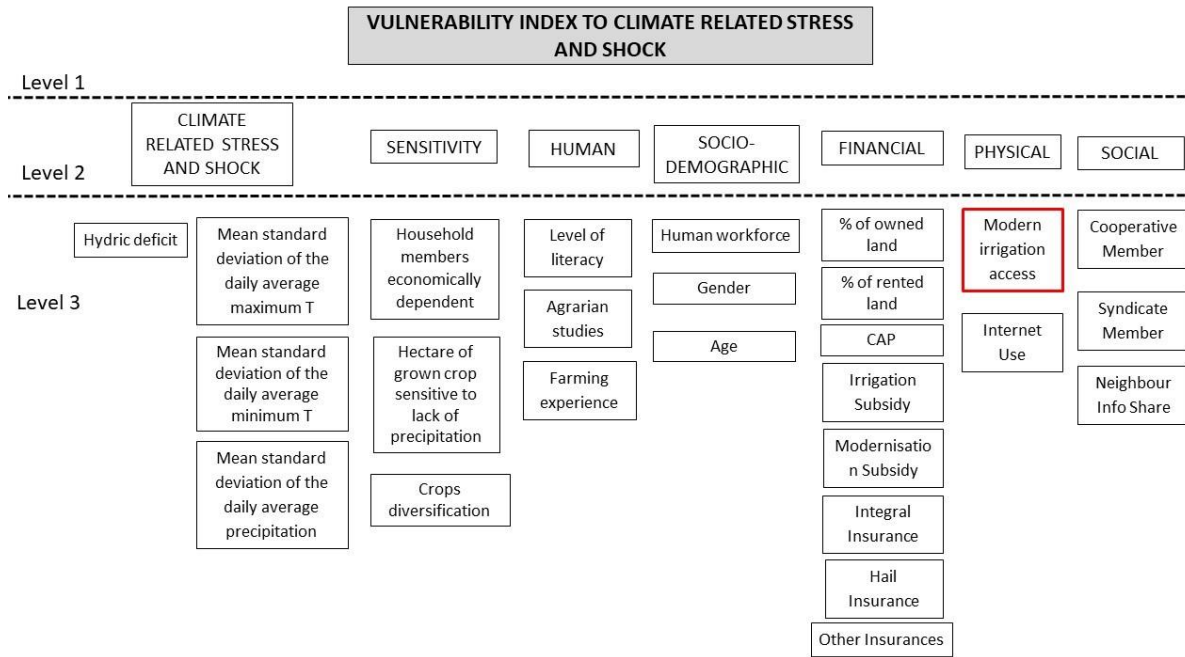 VULNERABILITY INDEX TO CLIMATE RELATED STRESS
AND SHOCK
Level 1
CLIMATE
RELATED STRESS
AND SHOCK
SENSITIVITY
HUMAN
SOCIO-
DEMOGRAPHIC
FINANCIAL
PHYSICAL
SOCIAL
Level 2
Level 3
Hydric deficit
Mean standard
deviation of the
daily average
maximum T
Mean standard
deviation of the
daily average
minimum T
Mean standard
deviation of the
daily average
precipitation
Household
members
economically
dependent
Hectare of
grown crop
sensitive to
lack of
precipitation
Crops
diversification
Level of
literacy
Agrarian
studies
Farming
experience
Human workforce
Gender
Age
% of owned
land
% of rented
land
CAP
Irrigation
Subsidy
Modernisatio
n Subsidy
Integral
Insurance
Hail
Insurance
Other Insurances
Modern
irrigation
access
Internet
Use
Cooperative
Member
Syndicate
Member
Neighbour
Info Share